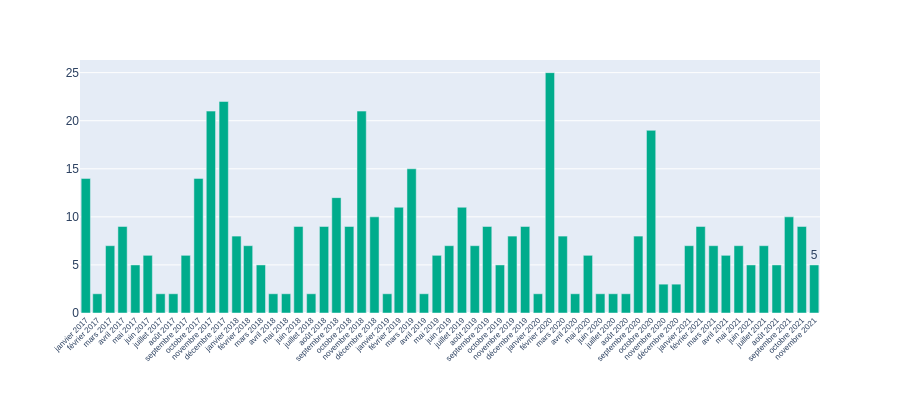 25
20
15
10
5
0
5
janvier 2017
février 2017
mars 2017
avril 2017
mai 2017
juin 2017
juillet 2017
août 2017
septembre 2017
octobre 2017
novembre 2017
décembre 2017
janvier 2018
février 2018
mars 2018
avril 2018
mai 2018
juin 2018
juillet 2018
août 2018
septembre 2018
octobre 2018
novembre 2018
décembre 2018
janvier 2019
février 2019
mars 2019
avril 2019
mai 2019
juin 2019
juillet 2019
août 2019
septembre 2019
octobre 2019
novembre 2019
décembre 2019
janvier 2020
février 2020
mars 2020
avril 2020
mai 2020
juin 2020
juillet 2020
août 2020
septembre 2020
octobre 2020
novembre 2020
décembre 2020
janvier 2021
février 2021
mars 2021
avril 2021
mai 2021
juin 2021
juillet 2021
août 2021
septembre 2021
octobre 2021
novembre 2021